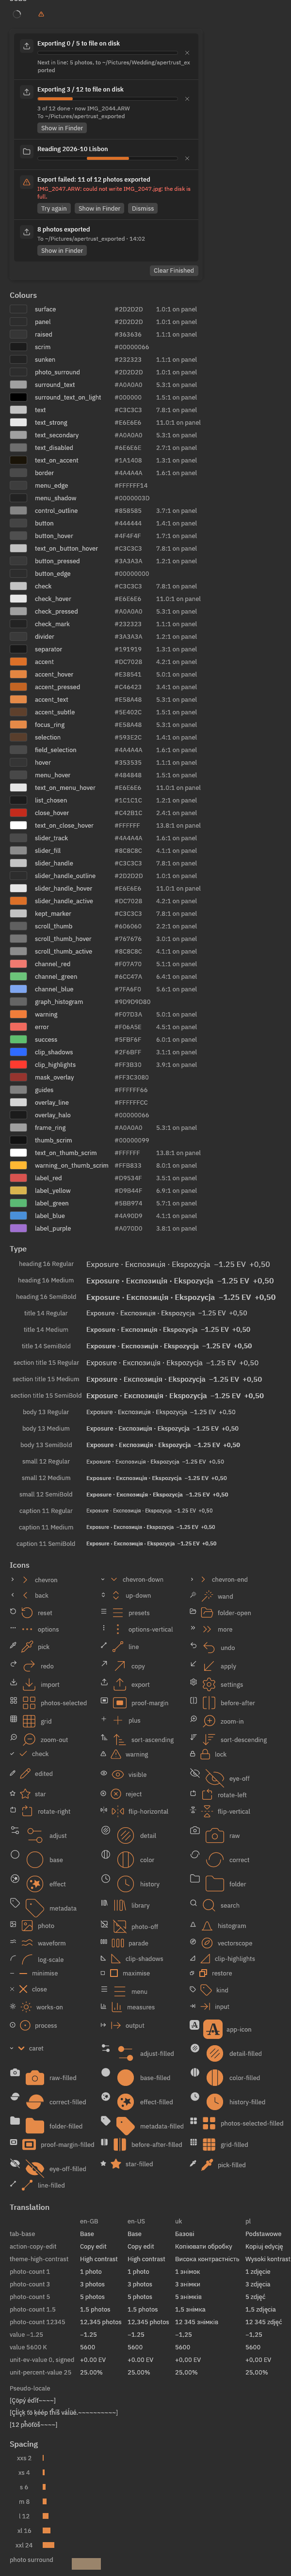 Exporting 0 / 5 to file on disk
Next in line: 5 photos, to ~/Pictures/Wedding/apertrust_ex
ported
Exporting 3 / 12 to file on disk
3 of 12 done · now IMG_2044.ARW
To ~/Pictures/apertrust_exported
Show in Finder
Reading 2026-10 Lisbon
Export failed: 11 of 12 photos exported
IMG_2047.ARW: could not write IMG_2047.jpg: the disk is
full.
Try again Show in Finder Dismiss
8 photos exported
To ~/Pictures/apertrust_exported · 14:02
Show in Finder
Clear Finished
Colours
surface #2D2D2D 1.0:1 on panel
panel #2D2D2D 1.0:1 on panel
raised #363636 1.1:1 on panel
scrim #00000066
sunken #232323 1.1:1 on panel
photo_surround #2D2D2D 1.0:1 on panel
surround_text #A0A0A0 5.3:1 on panel
surround_text_on_light #000000 1.5:1 on panel
text #C3C3C3 7.8:1 on panel
text_strong #E6E6E6 11.0:1 on panel
text_secondary #A0A0A0 5.3:1 on panel
text_disabled #6E6E6E 2.7:1 on panel
text_on_accent #1A1408 1.3:1 on panel
border #4A4A4A 1.6:1 on panel
menu_edge #FFFFFF14
menu_shadow #0000003D
control_outline #858585 3.7:1 on panel
button #444444 1.4:1 on panel
button_hover #4F4F4F 1.7:1 on panel
text_on_button_hover #C3C3C3 7.8:1 on panel
button_pressed #3A3A3A 1.2:1 on panel
button_edge #00000000
check #C3C3C3 7.8:1 on panel
check_hover #E6E6E6 11.0:1 on panel
check_pressed #A0A0A0 5.3:1 on panel
check_mark #232323 1.1:1 on panel
divider #3A3A3A 1.2:1 on panel
separator #191919 1.3:1 on panel
accent #DC7028 4.2:1 on panel
accent_hover #E38541 5.0:1 on panel
accent_pressed #C46423 3.4:1 on panel
accent_text #E58A48 5.3:1 on panel
accent_subtle #5E402C 1.5:1 on panel
focus_ring #E58A48 5.3:1 on panel
selection #593E2C 1.4:1 on panel
field_selection #4A4A4A 1.6:1 on panel
hover #353535 1.1:1 on panel
menu_hover #484848 1.5:1 on panel
text_on_menu_hover #E6E6E6 11.0:1 on panel
list_chosen #1C1C1C 1.2:1 on panel
close_hover #C42B1C 2.4:1 on panel
text_on_close_hover #FFFFFF 13.8:1 on panel
slider_track #4A4A4A 1.6:1 on panel
slider_fill #8C8C8C 4.1:1 on panel
slider_handle #C3C3C3 7.8:1 on panel
slider_handle_outline #2D2D2D 1.0:1 on panel
slider_handle_hover #E6E6E6 11.0:1 on panel
slider_handle_active #DC7028 4.2:1 on panel
kept_marker #C3C3C3 7.8:1 on panel
scroll_thumb #606060 2.2:1 on panel
scroll_thumb_hover #767676 3.0:1 on panel
scroll_thumb_active #8C8C8C 4.1:1 on panel
channel_red #F07A70 5.1:1 on panel
channel_green #6CC47A 6.4:1 on panel
channel_blue #7FA6F0 5.6:1 on panel
graph_histogram #9D9D9D80
warning #F07D3A 5.0:1 on panel
error #F06A5E 4.5:1 on panel
success #5FBF6F 6.0:1 on panel
clip_shadows #2F6BFF 3.1:1 on panel
clip_highlights #FF3B30 3.9:1 on panel
mask_overlay #FF3C3080
guides #FFFFFF66
overlay_line #FFFFFFCC
overlay_halo #00000066
frame_ring #A0A0A0 5.3:1 on panel
thumb_scrim #00000099
text_on_thumb_scrim #FFFFFF 13.8:1 on panel
warning_on_thumb_scrim #FFB833 8.0:1 on panel
label_red #D9534F 3.5:1 on panel
label_yellow #D9B44F 6.9:1 on panel
label_green #5BB974 5.7:1 on panel
label_blue #4A90D9 4.1:1 on panel
label_purple #A070D0 3.8:1 on panel
Type
heading 16 Regular Exposure · Експозиція · Ekspozycja −1.25 EV +0,50
heading 16 Medium Exposure · Експозиція · Ekspozycja −1.25 EV +0,50
heading 16 SemiBold Exposure · Експозиція · Ekspozycja −1.25 EV +0,50
title 14 Regular Exposure · Експозиція · Ekspozycja −1.25 EV +0,50
title 14 Medium Exposure · Експозиція · Ekspozycja −1.25 EV +0,50
title 14 SemiBold Exposure · Експозиція · Ekspozycja −1.25 EV +0,50
section title 15 Regular Exposure · Експозиція · Ekspozycja −1.25 EV +0,50
section title 15 Medium Exposure · Експозиція · Ekspozycja −1.25 EV +0,50
section title 15 SemiBold Exposure · Експозиція · Ekspozycja −1.25 EV +0,50
body 13 Regular Exposure · Експозиція · Ekspozycja −1.25 EV +0,50
body 13 Medium Exposure · Експозиція · Ekspozycja −1.25 EV +0,50
body 13 SemiBold Exposure · Експозиція · Ekspozycja −1.25 EV +0,50
small 12 Regular Exposure · Експозиція · Ekspozycja −1.25 EV +0,50
small 12 Medium Exposure · Експозиція · Ekspozycja −1.25 EV +0,50
small 12 SemiBold Exposure · Експозиція · Ekspozycja −1.25 EV +0,50
caption 11 Regular Exposure · Експозиція · Ekspozycja −1.25 EV +0,50
caption 11 Medium Exposure · Експозиція · Ekspozycja −1.25 EV +0,50
caption 11 SemiBold Exposure · Експозиція · Ekspozycja −1.25 EV +0,50
Icons
chevron chevron-down chevron-end
back up-down wand
reset presets folder-open
options options-vertical more
pick line undo
redo copy apply
import export settings
photos-selected proof-margin before-after
grid plus zoom-in
zoom-out sort-ascending sort-descending
check warning lock
edited visible eye-off
star reject rotate-left
rotate-right flip-horizontal flip-vertical
adjust detail raw
base color correct
effect history folder
metadata library search
photo photo-off histogram
waveform parade vectorscope
log-scale clip-shadows clip-highlights
minimise maximise restore
close menu kind
works-on measures input
process output app-icon
caret adjust-filled detail-filled
raw-filled base-filled color-filled
correct-filled effect-filled history-filled
folder-filled metadata-filled photos-selected-filled
proof-margin-filled before-after-filled grid-filled
eye-off-filled star-filled pick-filled
line-filled
Translation
en-GB en-US uk pl
tab-base Base Base Базові Podstawowe
action-copy-edit Copy edit Copy edit Копіювати обробку Kopiuj edycję
theme-high-contrast High contrast High contrast Висока контрастність Wysoki kontrast
photo-count 1 1 photo 1 photo 1 знімок 1 zdjęcie
photo-count 3 3 photos 3 photos 3 знімки 3 zdjęcia
photo-count 5 5 photos 5 photos 5 знімків 5 zdjęć
photo-count 1.5 1.5 photos 1.5 photos 1,5 знімка 1,5 zdjęcia
photo-count 12345 12,345 photos 12,345 photos 12 345 знімків 12 345 zdjęć
value −1.25 −1.25 −1.25 −1,25 −1,25
value 5600 K 5600 5600 5600 5600
unit-ev-value 0, signed +0.00 EV +0.00 EV +0,00 EV +0,00 EV
unit-percent-value 25 25.00% 25.00% 25,00% 25,00%
Pseudo-locale
Spacing
xxs 2
xs 4
s 6
m 8
l 12
xl 16
xxl 24
photo surround